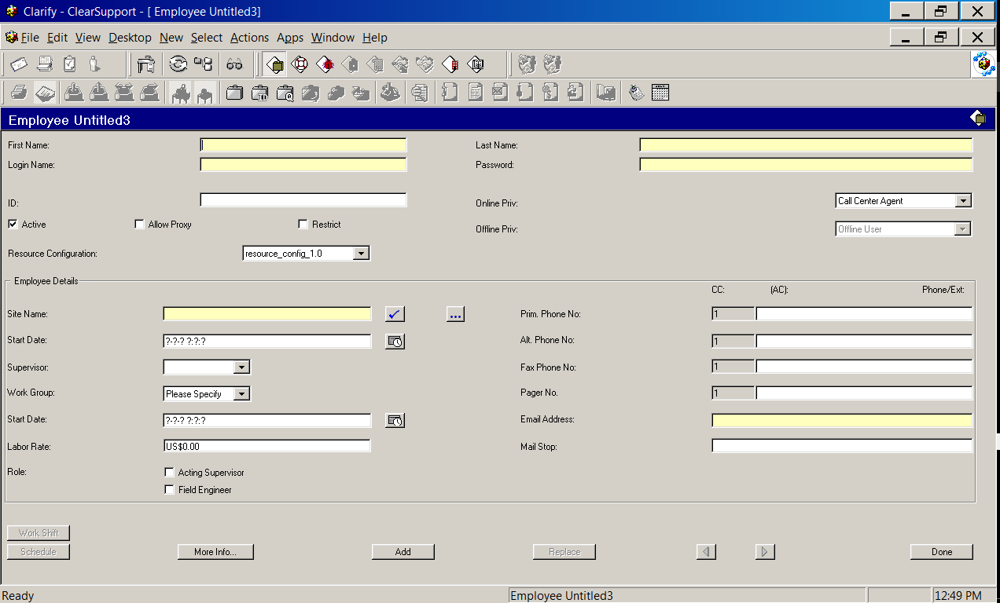 Clarify - ClearSupport - [ Employee Untitled3]
File Edit View Desktop New Select Actions Apps Window Help
Employee Untitled3
First Name: Last Name:
Login Name: Password:
ID: Online Priv: Call Center Agent
Active Allow Proxy Restrict
Offline Priv: Offline User
Resource Configuration: resource_config_1.0
Employee Details
CC: (AC): Phone/Ext:
Site Name: ... Prim. Phone No: 1
Start Date: ?-?-? ?:?:? Alt. Phone No: 1
Supervisor: Fax Phone No: 1
Work Group: Please Specify Pager No. 1
Start Date: ?-?-? ?:?:? Email Address:
Labor Rate: US$0.00 Mail Stop:
Role: Acting Supervisor
Field Engineer
Work Shift
Schedule More Info... Add Replace Done
Ready Employee Untitled3 12:49 PM